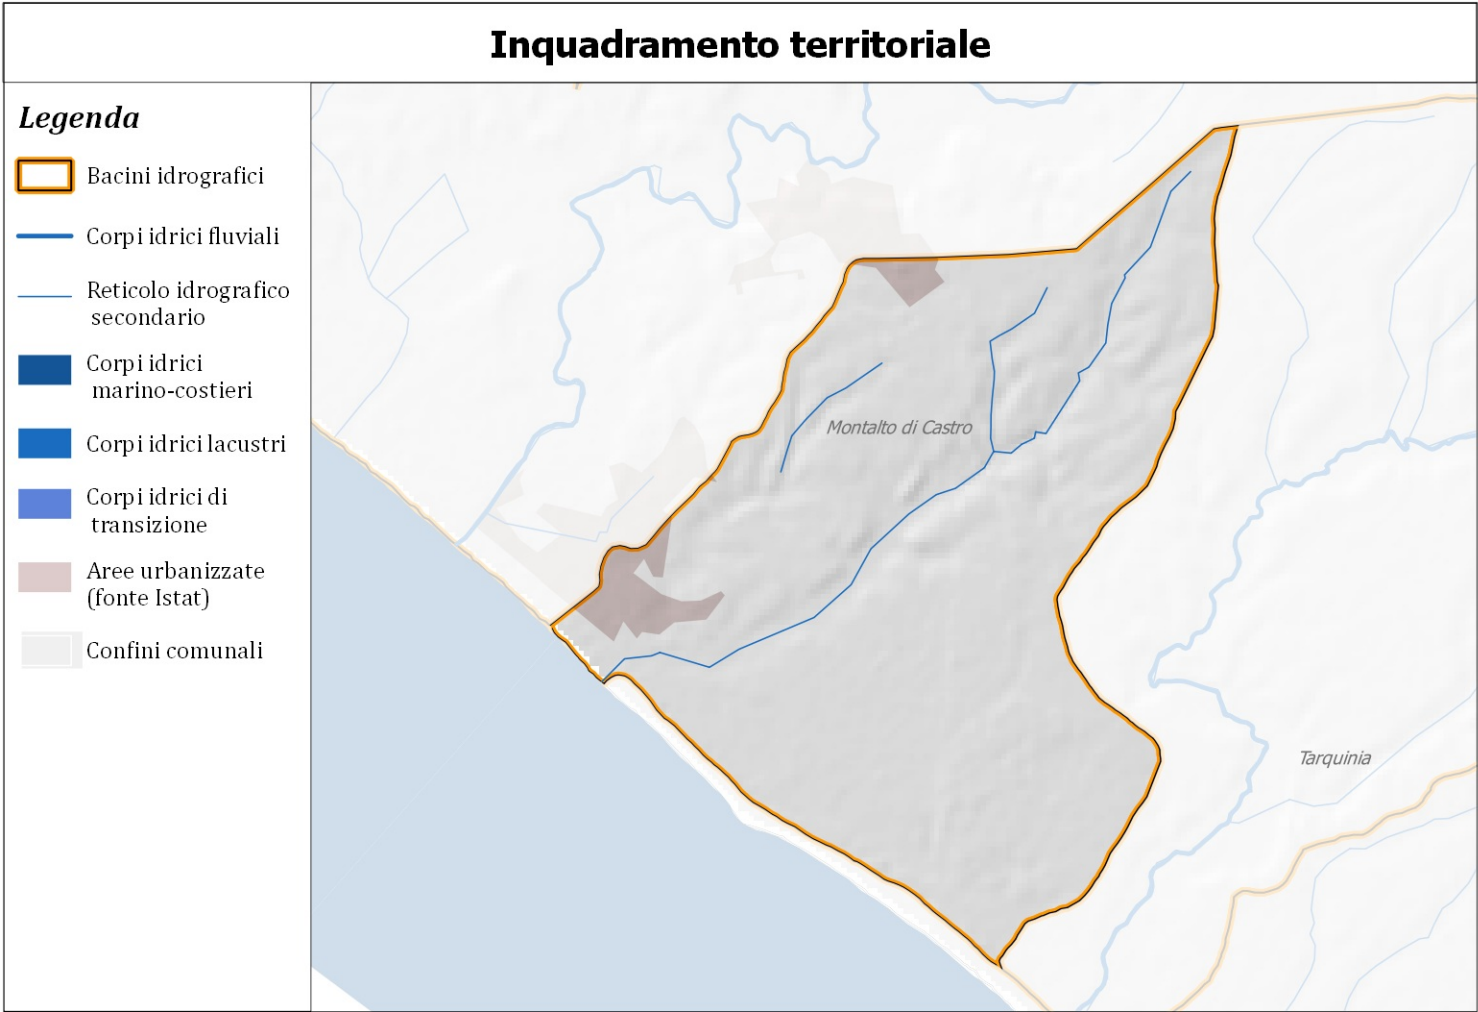 Inquadramento territoriale
Legenda
Bacini idrografici
Corpi idrici fluviali
Reticolo idrografico
secondario
Corpi idrici
marino-costieri
Corpi idrici lacustri
Corpi idrici di
transizione
Aree urbanizzate
(fonte Istat)
Confini comunali
Montalto di Castro
Tarquinia